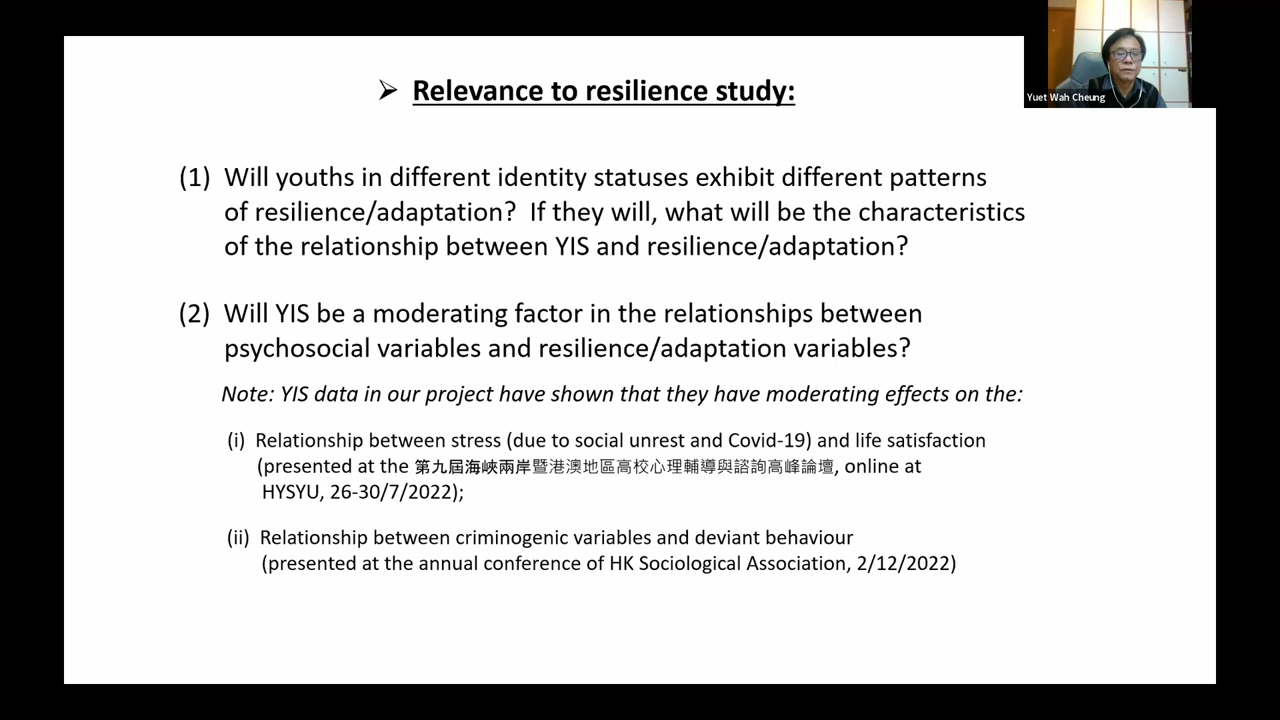 ➢ Relevance to resilience study:
Yuet Wah Cheung
(1) Will youths in different identity statuses exhibit different patterns
of resilience/adaptation? If they will, what will be the characteristics
of the relationship between YIS and resilience/adaptation?
(2) Will YIS be a moderating factor in the relationships between
psychosocial variables and resilience/adaptation variables?
Note: YIS data in our project have shown that they have moderating effects on the:
(i) Relationship between stress (due to social unrest and Covid-19) and life satisfaction
(presented at the 第九屆海峽兩岸暨港澳地區高校心理輔導與諮詢高峰論壇, online at
HYSYU, 26-30/7/2022);
(ii) Relationship between criminogenic variables and deviant behaviour
(presented at the annual conference of HK Sociological Association, 2/12/2022)